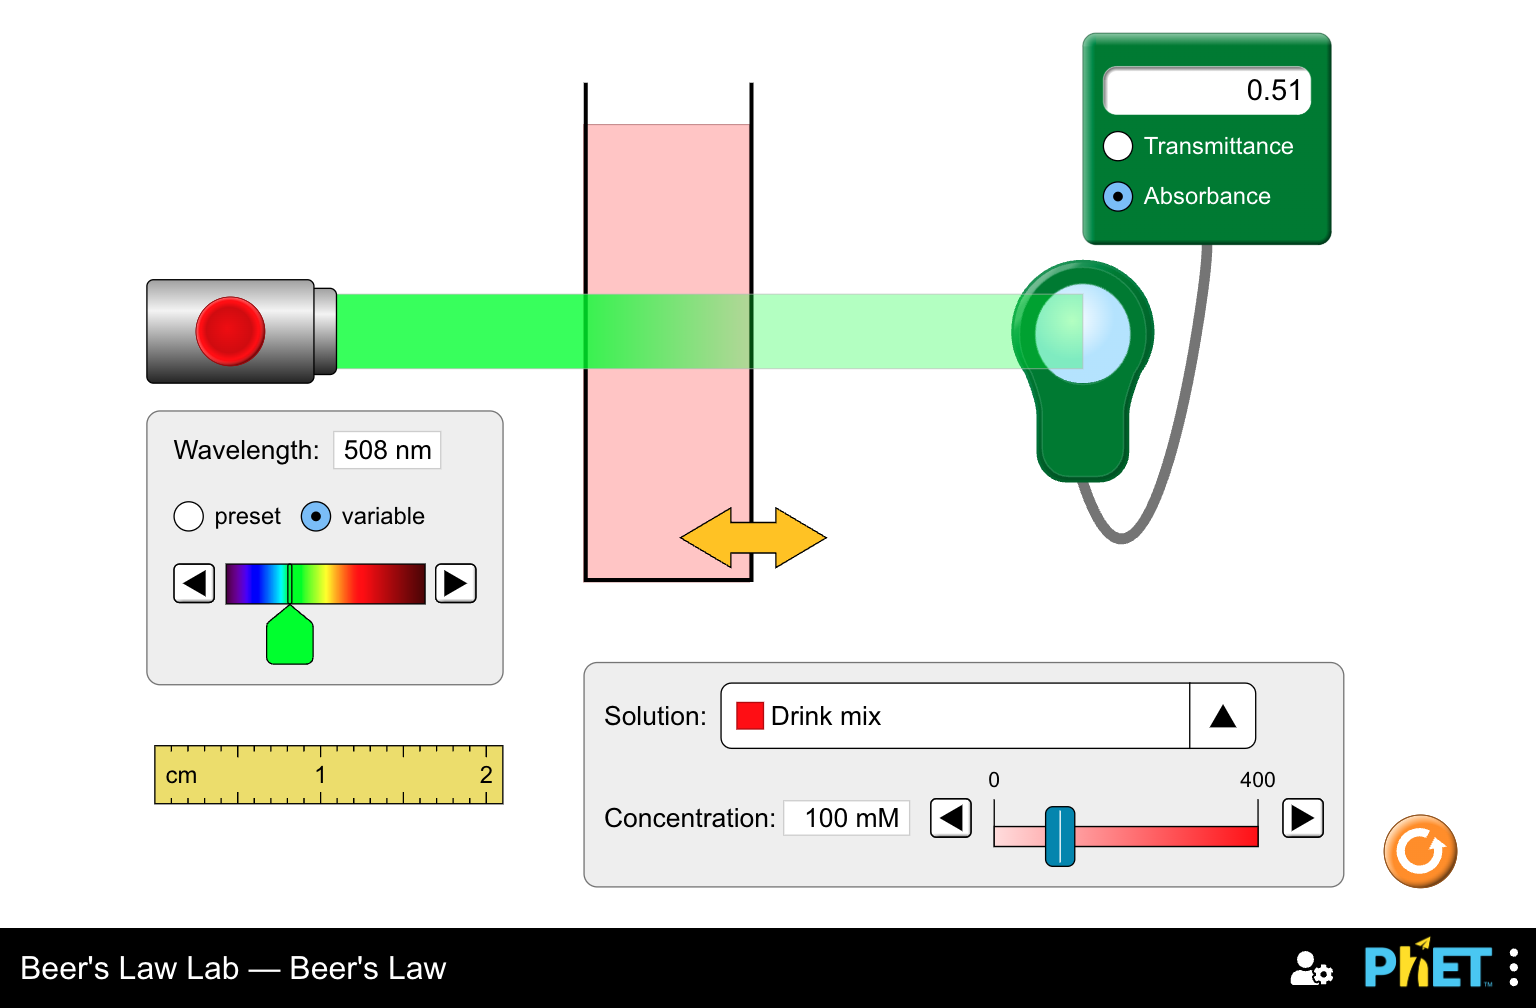 0.51
Transmittance
Absorbance
Wavelength: 508 nm
preset variable
cm 1 2
Solution: Drink mix
0 400
Concentration: 100 mM
Beer's Law Lab — Beer's Law
PhET™